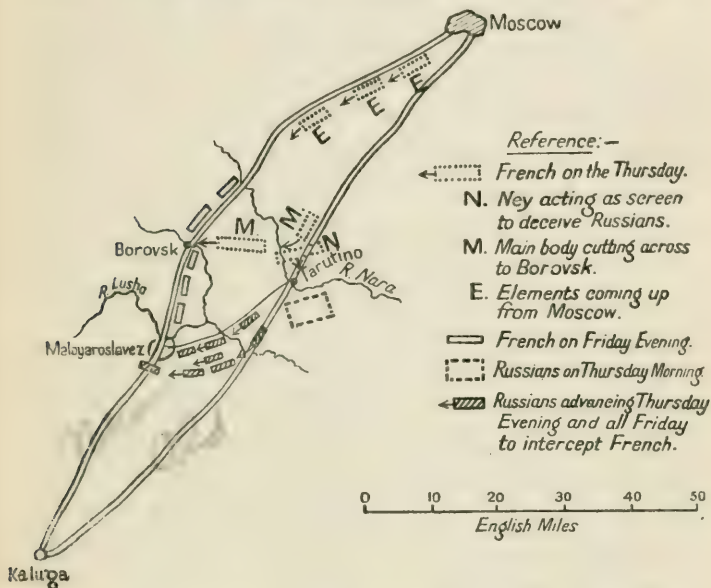 Moscow
E
E
E
Reference:—
French on the Thursday.
N. Ney acting as screen
to deceive Russians.
M. Main body cutting across
to Borovsk.
E. Elements coming up
from Moscow.
French on Friday Evening.
Russians on Thursday Morning
Russians advancing Thursday
Evening and all Friday
to intercept French.
M
M
N
Borovsk
Tarutino
R. Nara
R. Lusha
Maloyaroslavez
0 10 20 30 40 50
English Miles
Kaluga